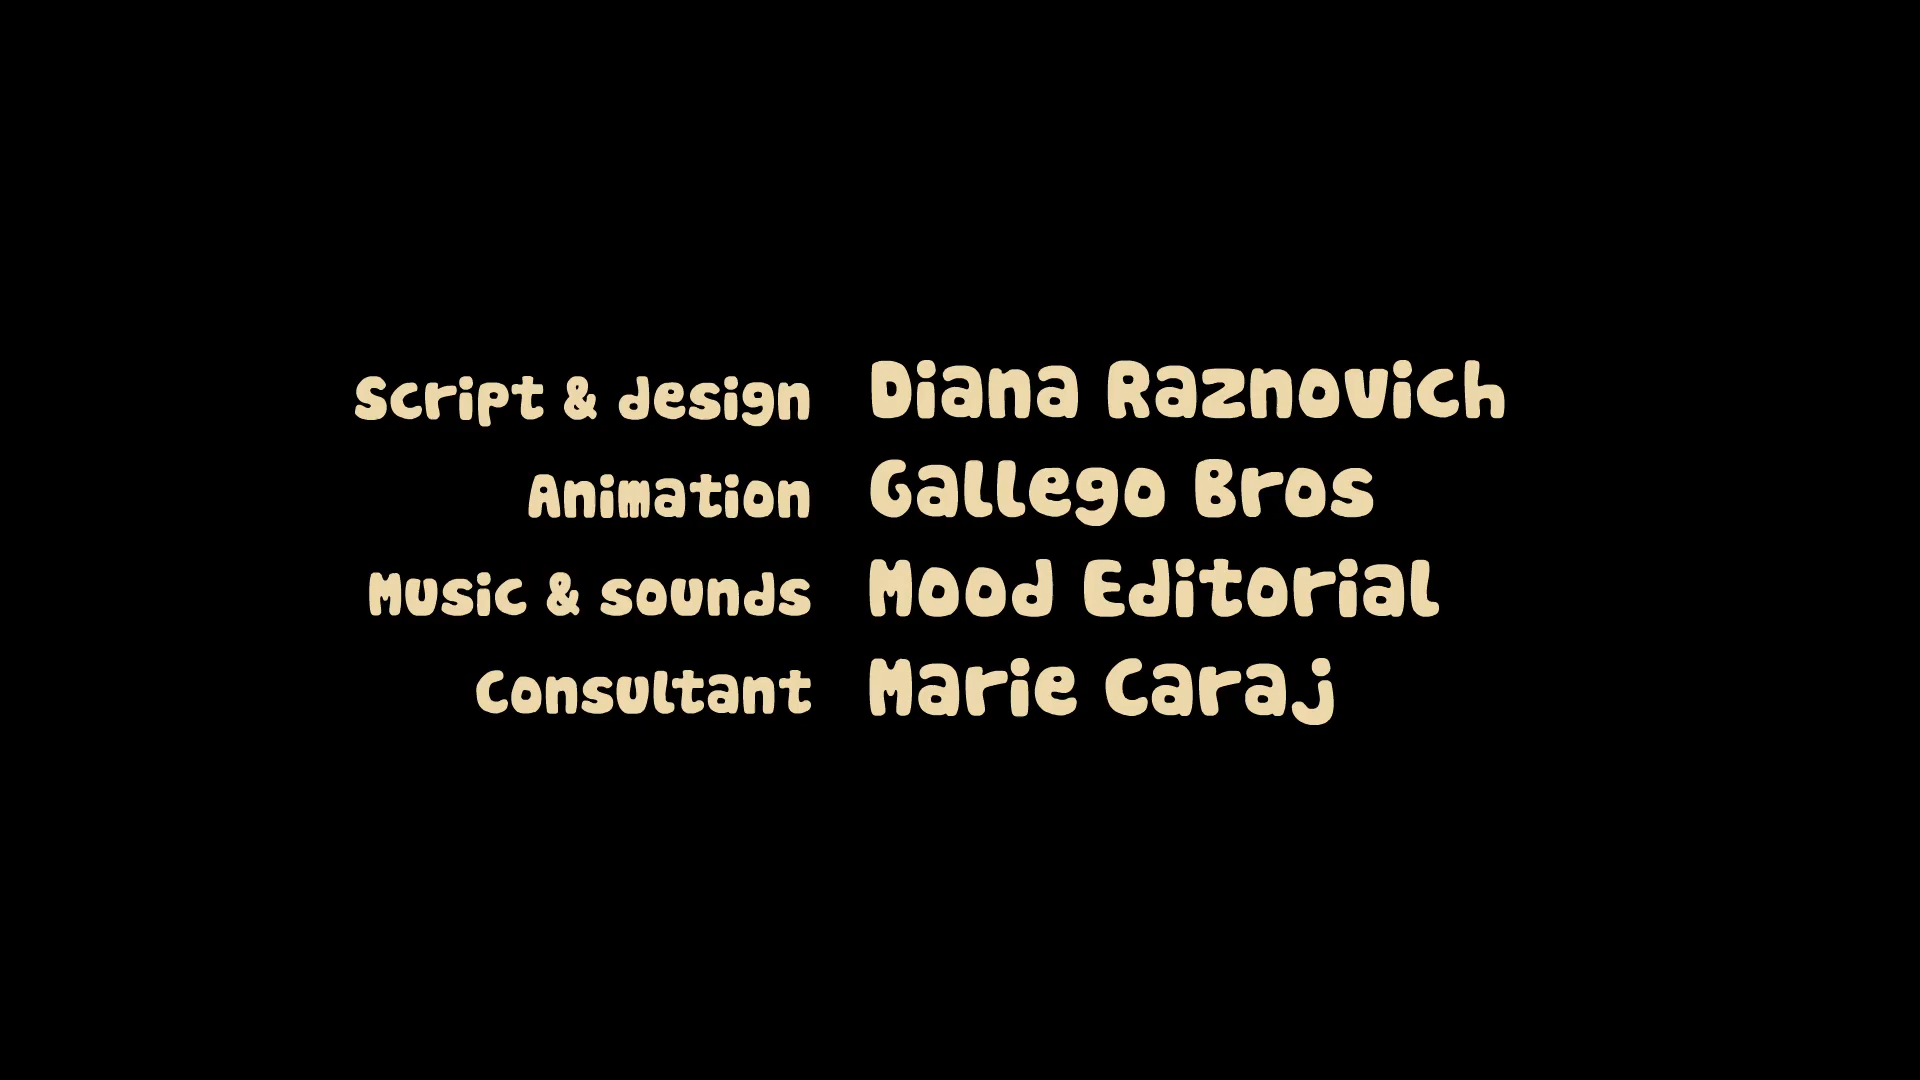 Script & design Diana Raznovich
Animation Gallego Bros
Music & sounds Mood Editorial
Consultant Marie Caraj